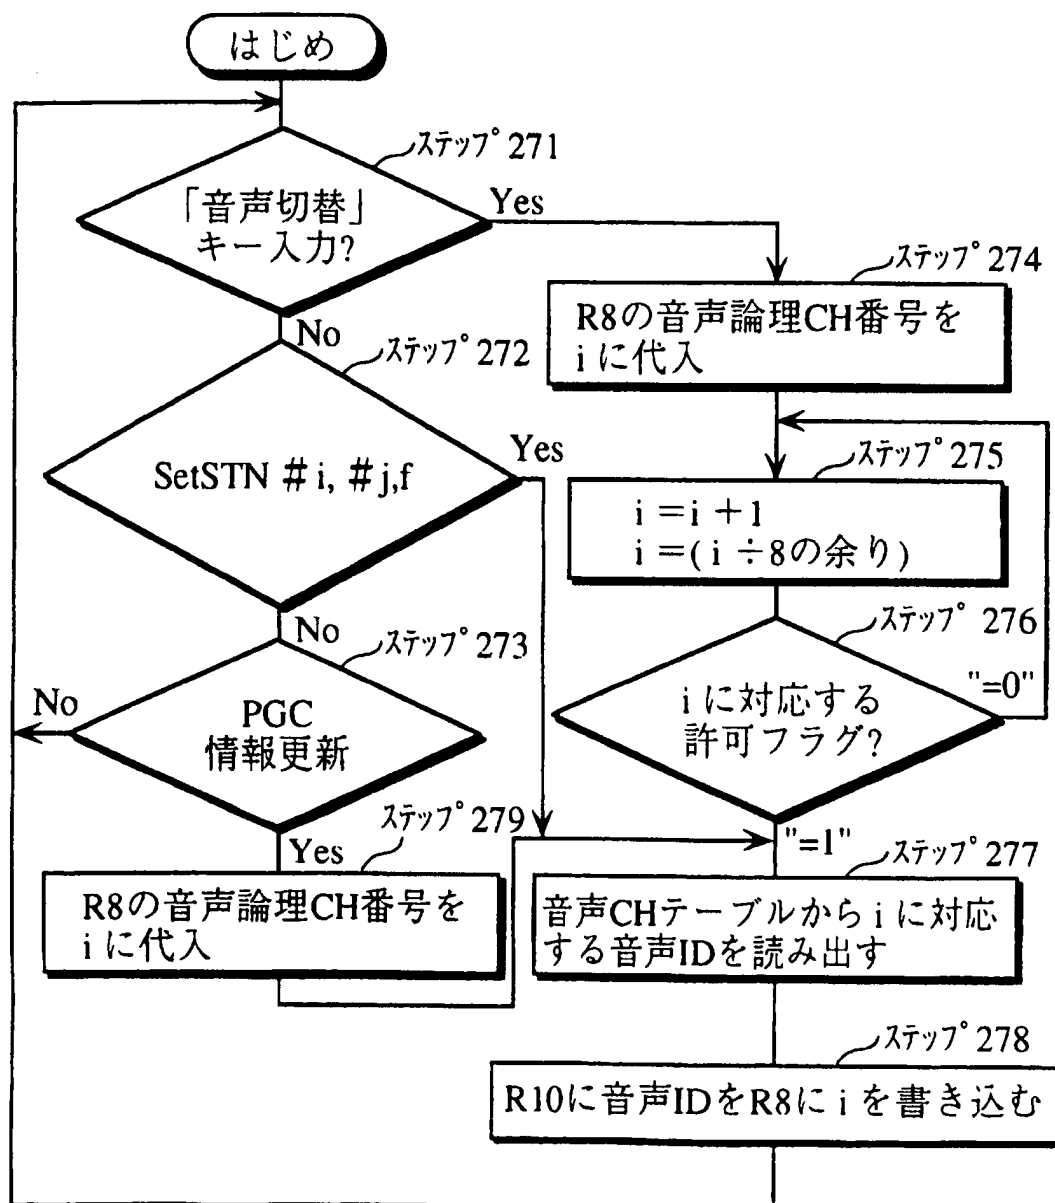 はじめ
ステップ271
「音声切替」
キー入力?
Yes
No
ステップ272
SetSTN #i, #j,f
Yes
No
ステップ273
PGC
情報更新
No
Yes
ステップ279
R8の音声論理CH番号を
iに代入
ステップ274
R8の音声論理CH番号を
iに代入
ステップ275
i=i+1
i=(i÷8の余り)
ステップ276
iに対応する
許可フラグ?
"=0"
"=1"
ステップ277
音声CHテーブルからiに対応
する音声IDを読み出す
ステップ278
R10に音声IDをR8にiを書き込む